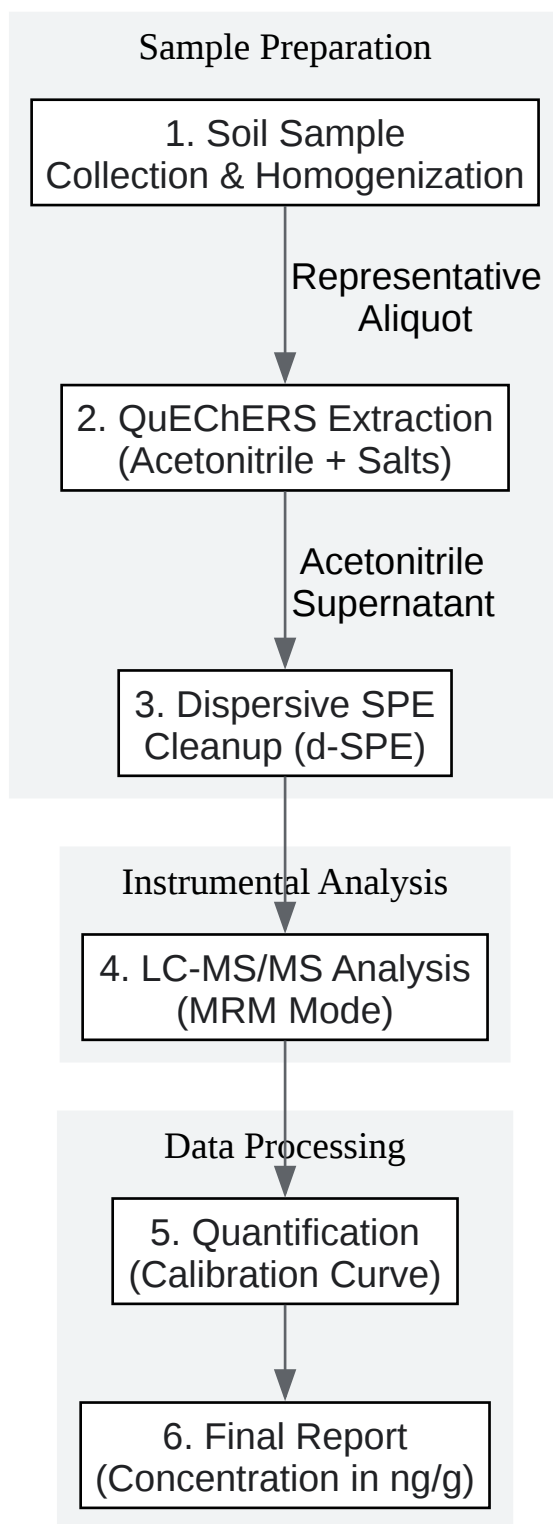 Sample Preparation
1. Soil Sample
Collection & Homogenization
Representative
Aliquot
2. QuEChERS Extraction
(Acetonitrile + Salts)
Acetonitrile
Supernatant
3. Dispersive SPE
Cleanup (d-SPE)
Instrumental Analysis
4. LC-MS/MS Analysis
(MRM Mode)
Data Processing
5. Quantification
(Calibration Curve)
6. Final Report
(Concentration in ng/g)